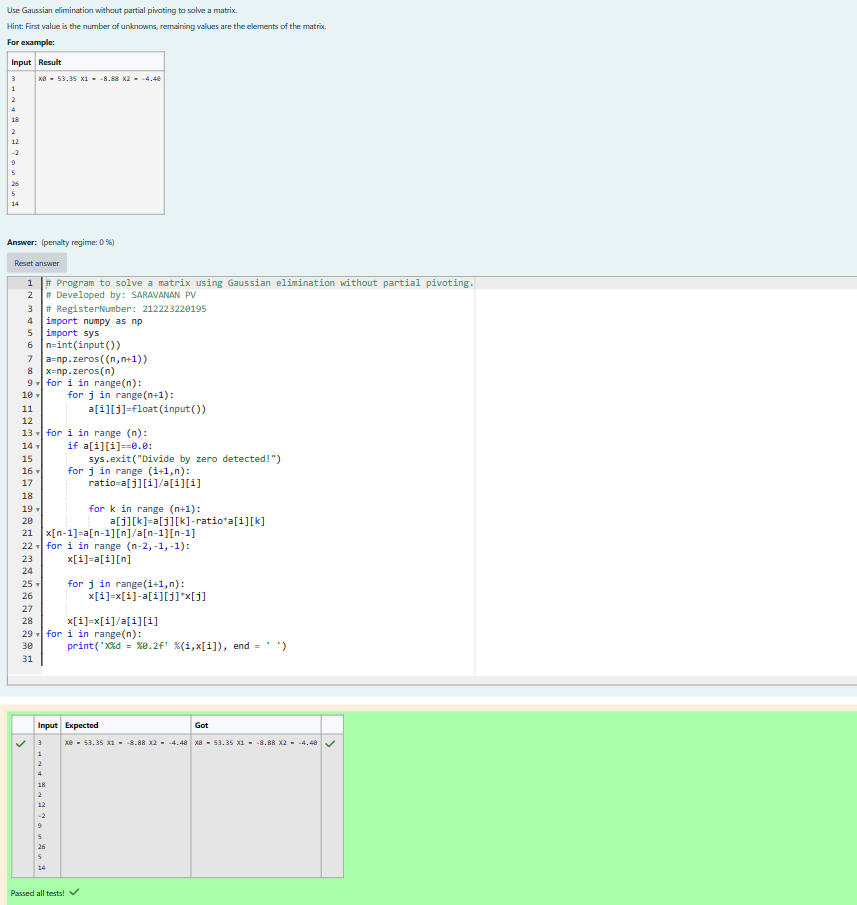 Use Gaussian elimination without partial pivoting to solve a matrix.
Hint: First value is the number of unknowns, remaining values are the elements of the matrix.
For example:
Input Result
3 X0 = 53.35 X1 = -8.88 X2 = -4.40
1
2
4
18
2
12
-2
9
5
26
5
14
Answer: (penalty regime: 0 %)
Reset answer
1 # Program to solve a matrix using Gaussian elimination without partial pivoting.
2 # Developed by: SARAVANAN PV
3 # RegisterNumber: 212223220195
4 import numpy as np
5 import sys
6 n=int(input())
7 a=np.zeros((n,n+1))
8 x=np.zeros(n)
9 for i in range(n):
10     for j in range(n+1):
11         a[i][j]=float(input())
12
13 for i in range (n):
14     if a[i][i]==0.0:
15         sys.exit("Divide by zero detected!")
16     for j in range (i+1,n):
17         ratio=a[j][i]/a[i][i]
18
19         for k in range (n+1):
20             a[j][k]=a[j][k]-ratio*a[i][k]
21 x[n-1]=a[n-1][n]/a[n-1][n-1]
22 for i in range (n-2,-1,-1):
23     x[i]=a[i][n]
24
25     for j in range(i+1,n):
26         x[i]=x[i]-a[i][j]*x[j]
27
28     x[i]=x[i]/a[i][i]
29 for i in range(n):
30     print('X%d = %0.2f' %(i,x[i]), end = ' ')
31
Input Expected Got
3 X0 = 53.35 X1 = -8.88 X2 = -4.40 X0 = 53.35 X1 = -8.88 X2 = -4.40
1
2
4
18
2
12
-2
9
5
26
5
14
Passed all tests!